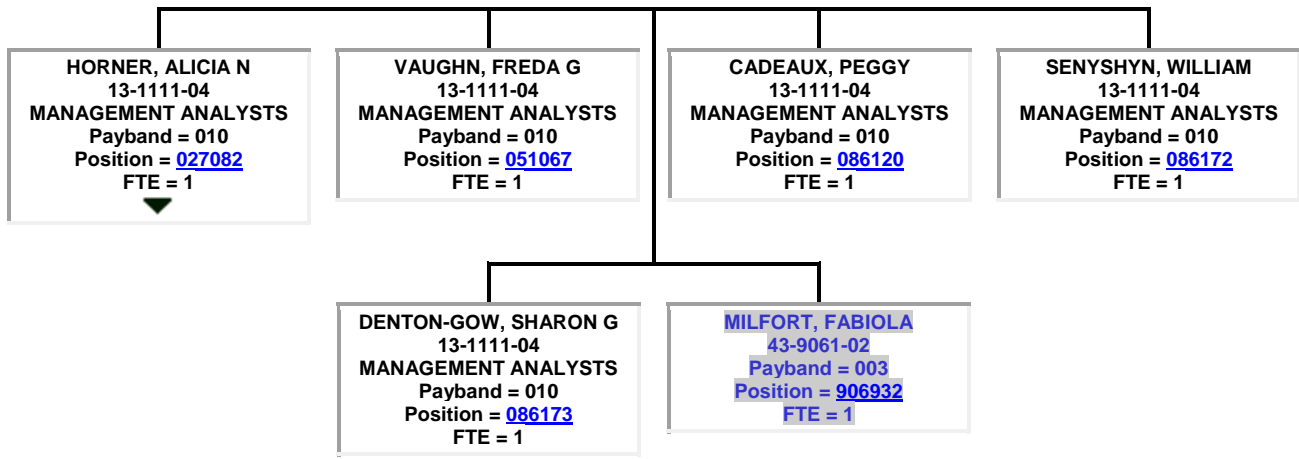 HORNER, ALICIA N
13-1111-04
MANAGEMENT ANALYSTS
Payband = 010
Position = 027082
FTE = 1
VAUGHN, FREDA G
13-1111-04
MANAGEMENT ANALYSTS
Payband = 010
Position = 051067
FTE = 1
CADEAUX, PEGGY
13-1111-04
MANAGEMENT ANALYSTS
Payband = 010
Position = 086120
FTE = 1
SENYSHYN, WILLIAM
13-1111-04
MANAGEMENT ANALYSTS
Payband = 010
Position = 086172
FTE = 1
DENTON-GOW, SHARON G
13-1111-04
MANAGEMENT ANALYSTS
Payband = 010
Position = 086173
FTE = 1
MILFORT, FABIOLA
43-9061-02
Payband = 003
Position = 906932
FTE = 1